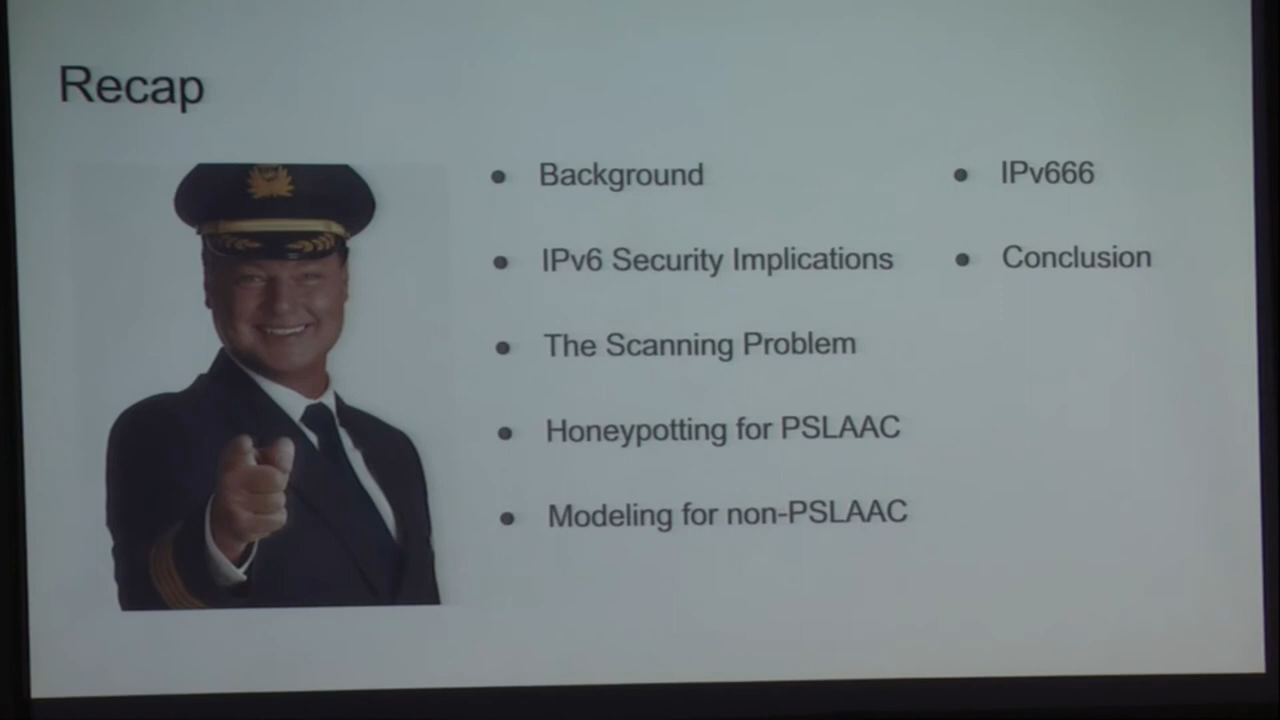 Recap
Background
IPv6 Security Implications
The Scanning Problem
Honeypotting for PSLAAC
Modeling for non-PSLAAC
IPv666
Conclusion